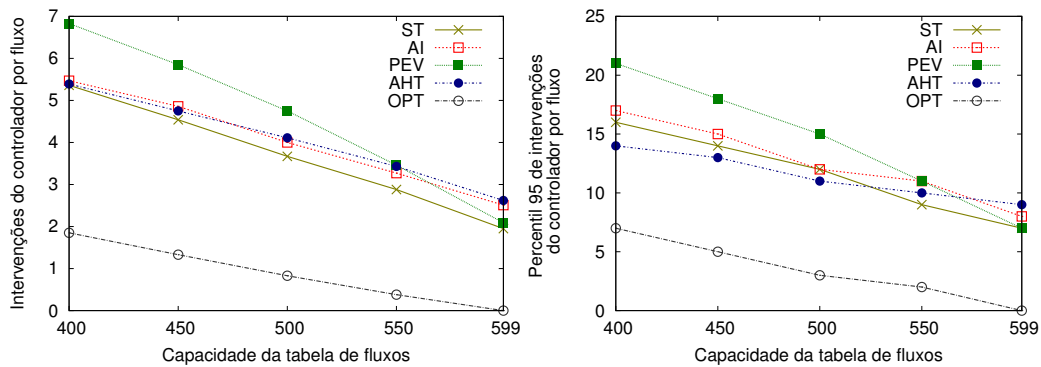 Intervenções do controlador por fluxo
7
6
5
4
3
2
1
0
ST
AI
PEV
AHT
OPT
400
450
500
550
599
Capacidade da tabela de fluxos
Percentil 95 de intervenções
do controlador por fluxo
25
20
15
10
5
0
ST
AI
PEV
AHT
OPT
400
450
500
550
599
Capacidade da tabela de fluxos